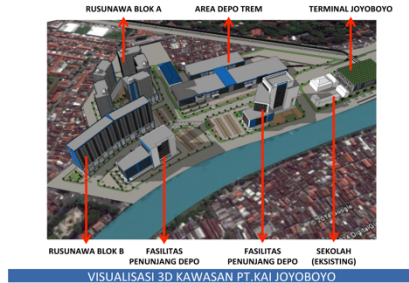 RUSUNAWA BLOK A
AREA DEPO TREM
TERMINAL JOYOBOYO
RUSUNAWA BLOK B
FASILITAS
PENUNJANG DEPO
FASILITAS
PENUNJANG DEPO
SEKOLAH
(EKSISTING)
VISUALISASI 3D KAWASAN PT.KAI JOYOBOYO